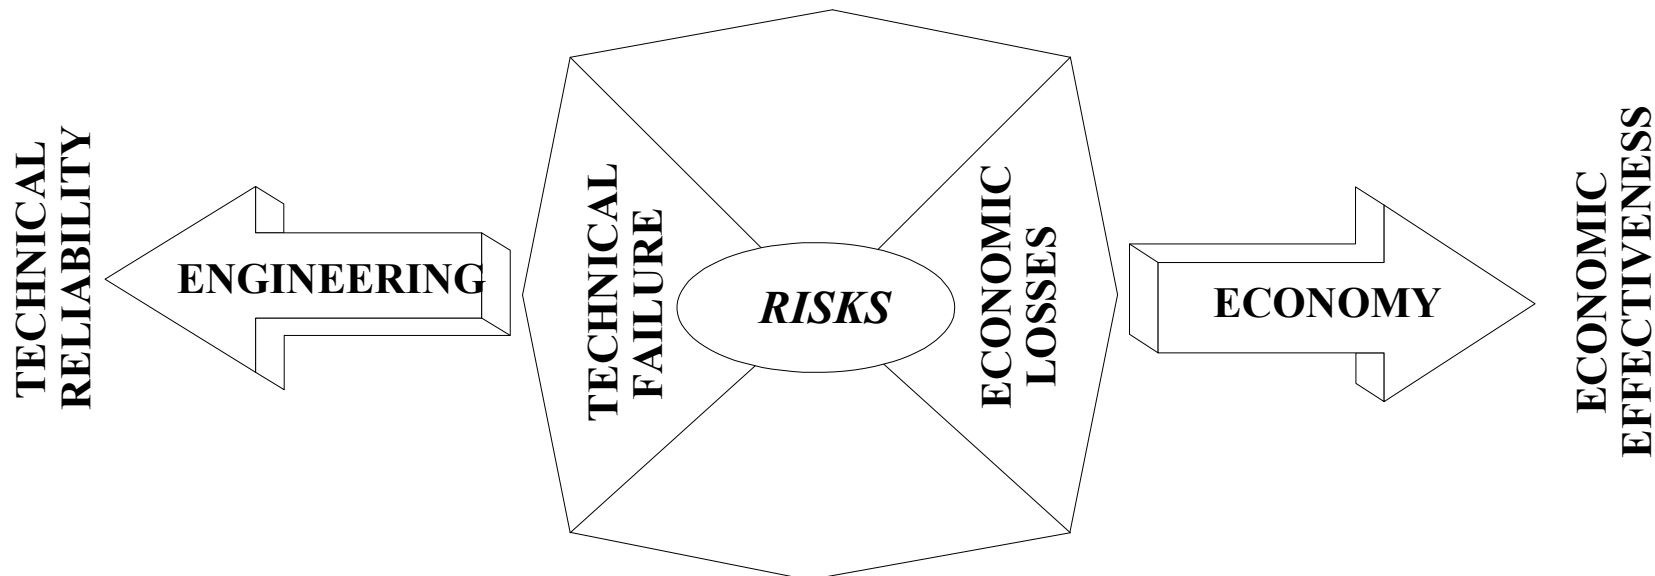 TECHNICAL
RELIABILITY
ENGINEERING
TECHNICAL
FAILURE
RISKS
ECONOMIC
LOSSES
ECONOMY
ECONOMIC
EFFECTIVENESS